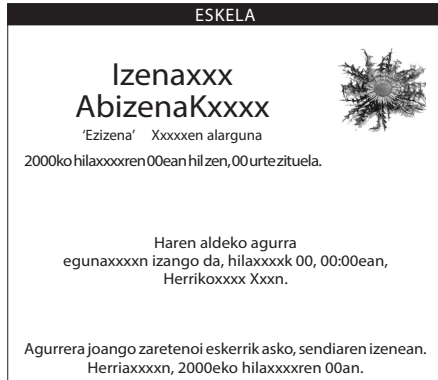 ESKELA
Izenaxxx
AbizenaKxxxx
‘Ezizena’ Xxxxxen alarguna
2000ko hilaxxxxren 00ean hil zen, 00 urte zituela.
Haren aldeko agurra
egunaxxxxn izango da, hilaxxxxk 00, 00:00ean,
Herrikoxxxx Xxxn.
Agurrera joango zaretenoi eskerrik asko, sendiaren izenean.
Herriaxxxxn, 2000eko hilaxxxxren 00an.